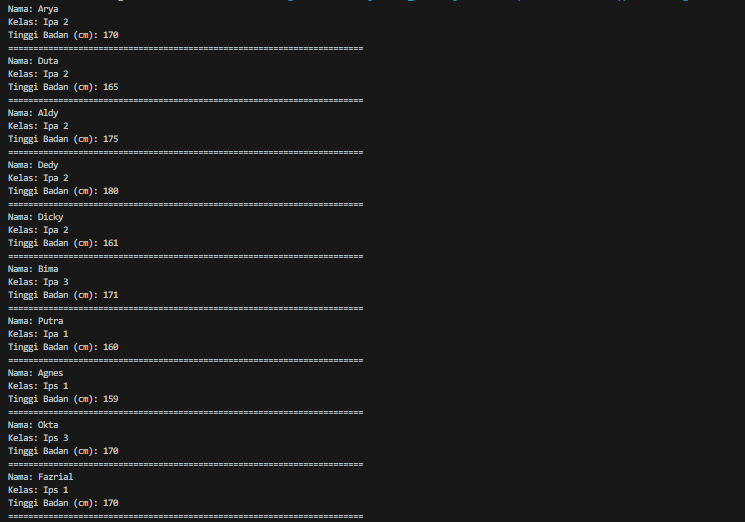 Nama: Arya
Kelas: Ipa 2
Tinggi Badan (cm): 170
=======================================================================
Nama: Duta
Kelas: Ipa 2
Tinggi Badan (cm): 165
=======================================================================
Nama: Aldy
Kelas: Ipa 2
Tinggi Badan (cm): 175
=======================================================================
Nama: Dedy
Kelas: Ipa 2
Tinggi Badan (cm): 180
=======================================================================
Nama: Dicky
Kelas: Ipa 2
Tinggi Badan (cm): 161
=======================================================================
Nama: Bima
Kelas: Ipa 3
Tinggi Badan (cm): 171
=======================================================================
Nama: Putra
Kelas: Ipa 1
Tinggi Badan (cm): 160
=======================================================================
Nama: Agnes
Kelas: Ips 1
Tinggi Badan (cm): 159
=======================================================================
Nama: Okta
Kelas: Ips 3
Tinggi Badan (cm): 170
=======================================================================
Nama: Fazrial
Kelas: Ips 1
Tinggi Badan (cm): 170
=======================================================================